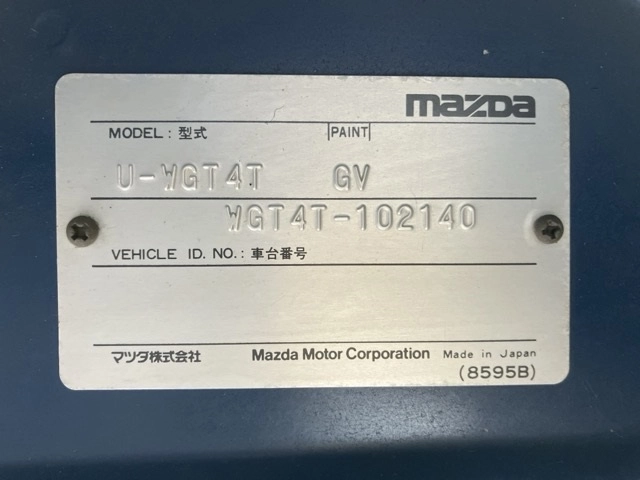 mazda
MODEL : 型式 PAINT
U-WGT4T GV
WGT4T-102140
VEHICLE ID. NO.: 車台番号
マツダ株式会社 Mazda Motor Corporation Made in Japan
(8595B)